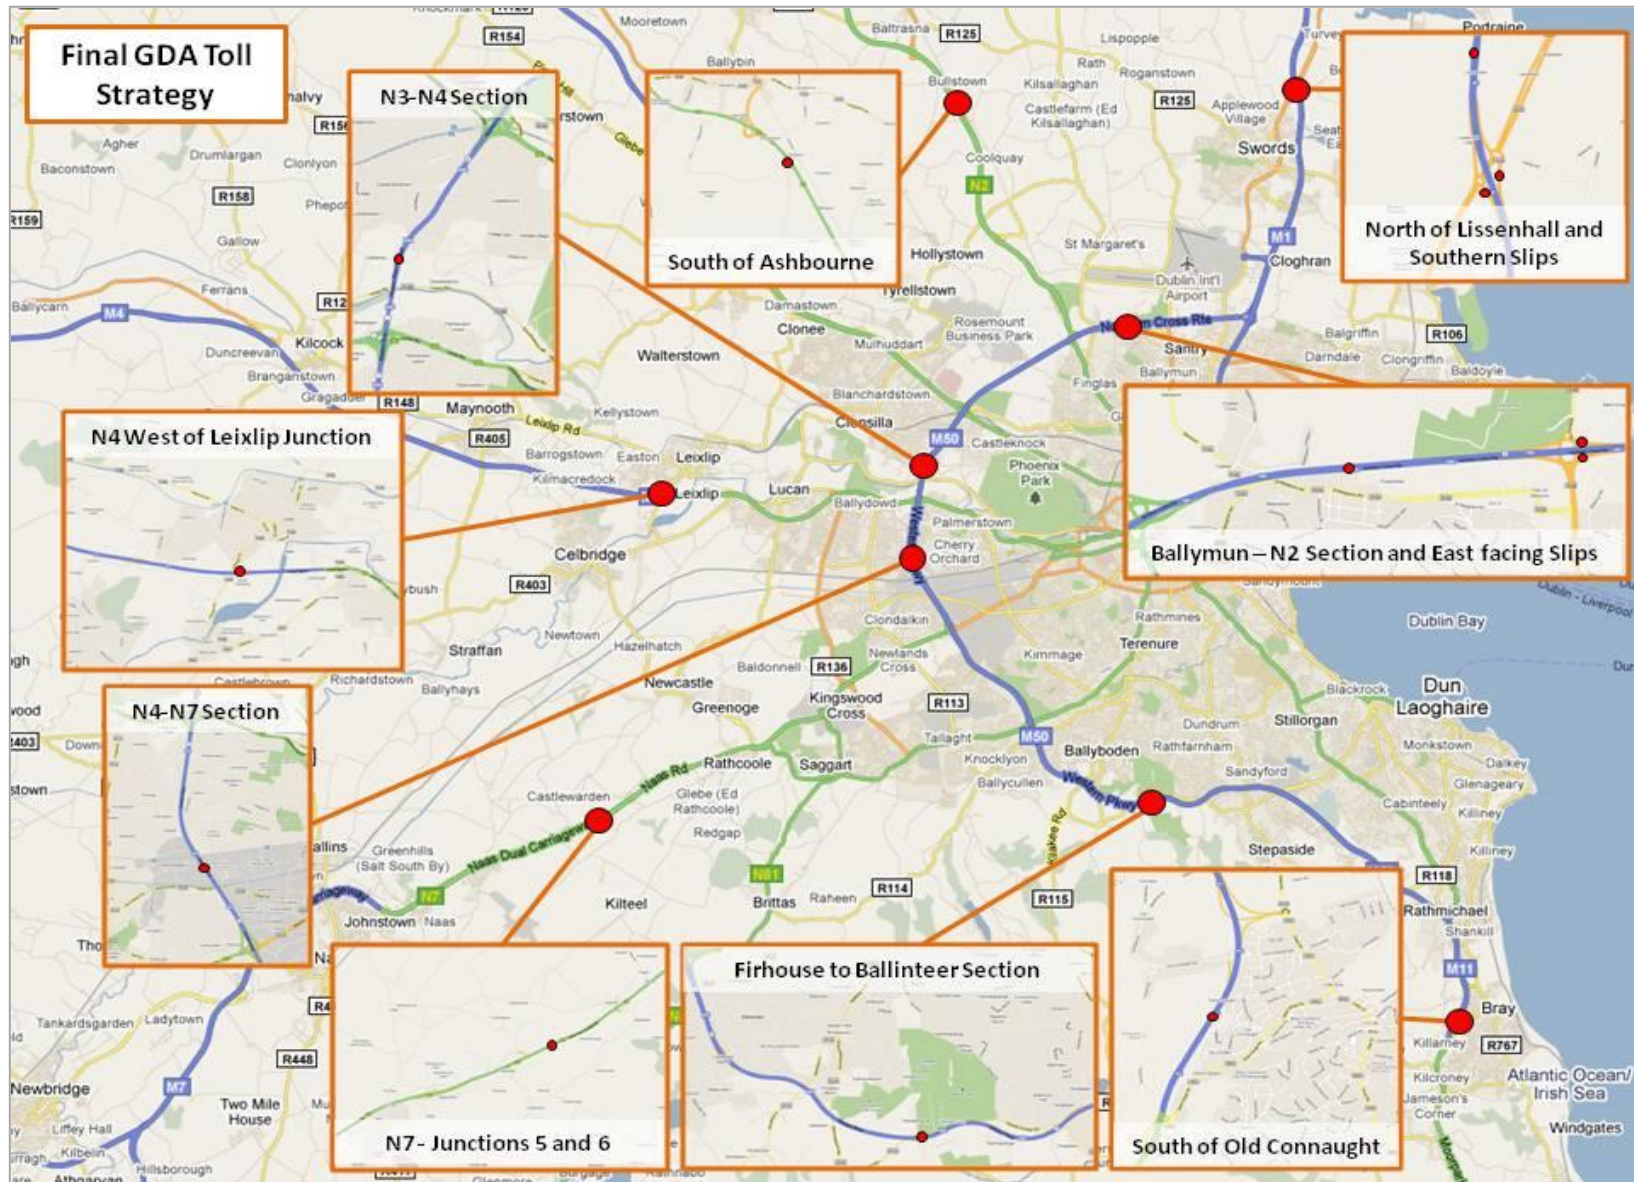 Final GDA Toll
Strategy
N3-N4 Section
South of Ashbourne
North of Lissenhall and
Southern Slips
N4 West of Leixlip Junction
Ballymun – N2 Section and East facing Slips
N4-N7 Section
N7- Junctions 5 and 6
Firhouse to Ballinteer Section
South of Old Connaught
R154
Mooretown
Baltrasna
R125
Lispopple
Portraine
Ballybin
Bullstown
Rath
Roganstown
Kilsallaghan
Castlefarm (Ed
Kilsallaghan)
R125
Applewood
Village
Swords
Agher
Baconstown
Drumlargan
Clonlyon
R158
Gallow
Coolquay
N2
Hollystown
St Margaret's
M1
Cloghran
Dublin Int'l
Airport
Ferrans
Ballycarn
M4
Kilcock
Duncreevan
Branganstown
Damastown
Clonee
Mulhuddart
Rosemount
Business Park
Santry
Ballymun
Balgriffin
R106
Darndale
Clongriffin
Baldoyle
Walterstown
Blanchardstown
Finglas
R148
Maynooth
Kellystown
Leixlip Rd
R405
Barrogstown
Easton
Leixlip
Kilmacredock
Leixlip
Lucan
M50
Castleknock
Phoenix
Park
Ballydowd
Palmerstown
Cherry
Orchard
Celbridge
R403
Clondalkin
Rathmines
Terenure
Dublin Bay
Straffan
Newtown
Hazelhatch
Baldonnell
R136
Newlands
Cross
Kimmage
Richardstown
Ballyhays
Newcastle
Greenoge
Kingswood
Cross
R113
Blackrock
Dun
Laoghaire
Stillorgan
Dundrum
M50
Tallaght
Knocklyon
Ballycullen
Ballyboden
Rathfarnham
Monkstown
Dalkey
Sandyford
Glenageary
Cabinteely
Killiney
Killiney
Rathcoole
Saggart
Naas Rd
Castlewarden
Glebe (Ed
Rathcoole)
Redgap
Western Pkwy
Stepaside
Greenhills
(Salt South By)
N7
N81
Johnstown
Naas
Kilteel
Brittas
Raheen
R114
R115
R118
Rathmichael
Shankill
M11
Bray
Killarney
R767
Kilcroney
Jameson's
Corner
Atlantic Ocean/
Irish Sea
Windgates
Tankardsgarden
Ladytown
R448
Newbridge
M7
Two Mile
House
Liffey Hall
Kilbelin
Hillsborough